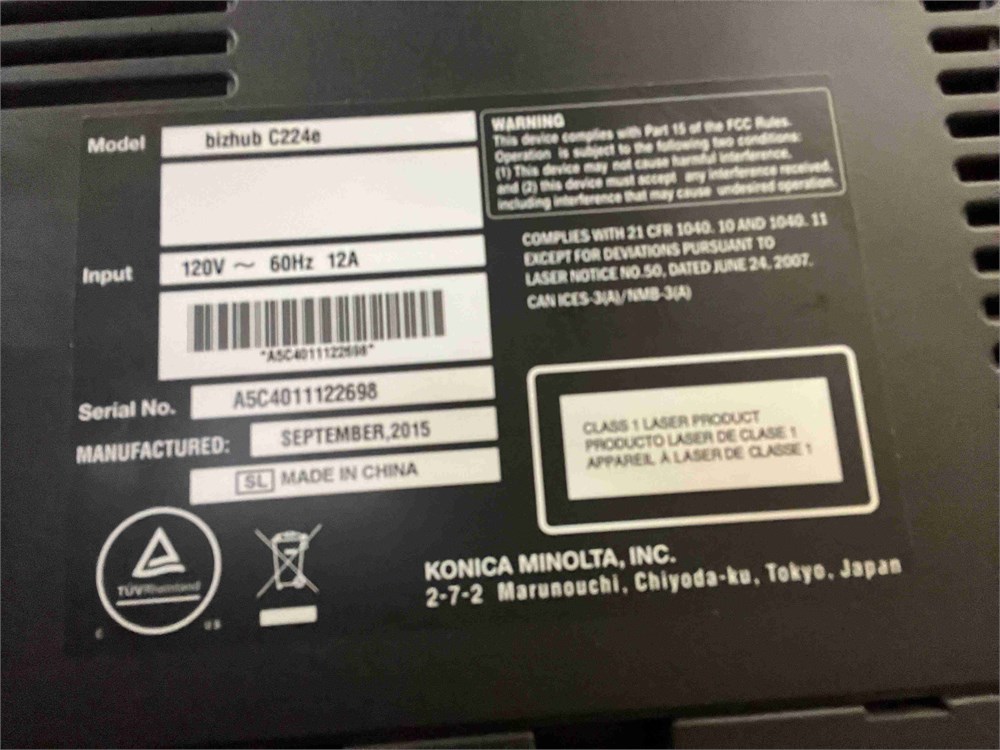 Model bizhub C224e
Input 120V ~ 60Hz 12A
*A5C4011122698*
Serial No. A5C4011122698
MANUFACTURED: SEPTEMBER,2015
SL MADE IN CHINA
TÜVRheinland
C US
WARNING
This device complies with Part 15 of the FCC Rules.
Operation is subject to the following two conditions:
(1) This device may not cause harmful interference,
and (2) this device must accept any interference received,
including interference that may cause undesired operation.
COMPLIES WITH 21 CFR 1040. 10 AND 1040. 11
EXCEPT FOR DEVIATIONS PURSUANT TO
LASER NOTICE NO.50, DATED JUNE 24, 2007.
CAN ICES-3(A)/NMB-3(A)
CLASS 1 LASER PRODUCT
PRODUCTO LASER DE CLASE 1
APPAREIL À LASER DE CLASSE 1
KONICA MINOLTA, INC.
2-7-2 Marunouchi, Chiyoda-ku, Tokyo, Japan